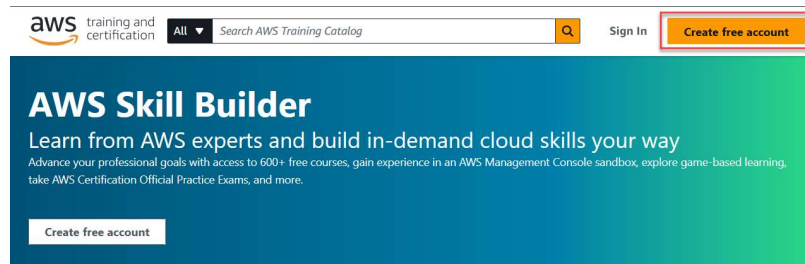 aws training and certification All ▼ Search AWS Training Catalog Sign In Create free account
AWS Skill Builder
Learn from AWS experts and build in-demand cloud skills your way
Advance your professional goals with access to 600+ free courses, gain experience in an AWS Management Console sandbox, explore game-based learning,
take AWS Certification Official Practice Exams, and more.
Create free account